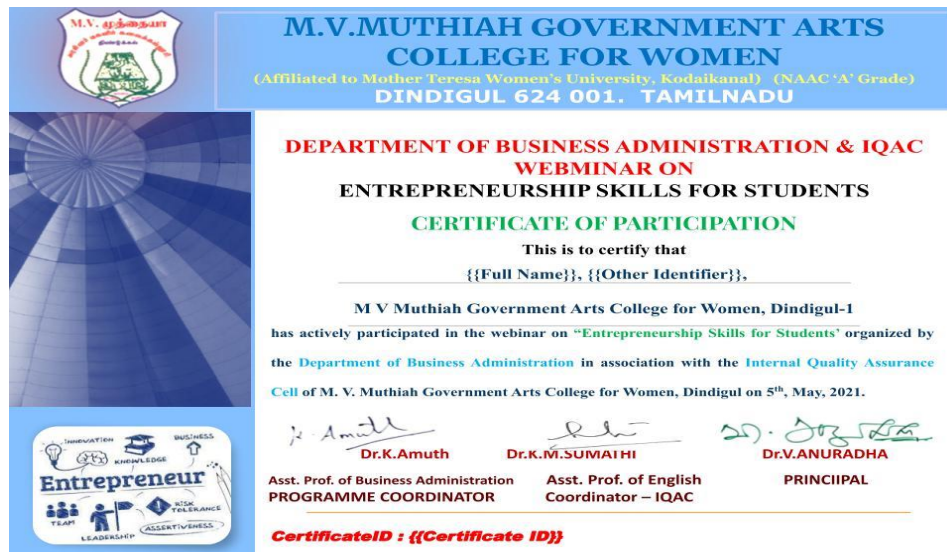 M.V. முத்தையா
M.V.MUTHIAH GOVERNMENT ARTS
COLLEGE FOR WOMEN
(Affiliated to Mother Teresa Women's University, Kodaikanal) (NAAC 'A' Grade)
DINDIGUL 624 001. TAMILNADU
DEPARTMENT OF BUSINESS ADMINISTRATION & IQAC
WEBMINAR ON
ENTREPRENEURSHIP SKILLS FOR STUDENTS
CERTIFICATE OF PARTICIPATION
This is to certify that
{{Full Name}}, {{Other Identifier}},
M V Muthiah Government Arts College for Women, Dindigul-1
has actively participated in the webinar on “Entrepreneurship Skills for Students’ organized by
the Department of Business Administration in association with the Internal Quality Assurance
Cell of M. V. Muthiah Government Arts College for Women, Dindigul on 5th, May, 2021.
K. Amuth
Dr.K.Amuth Dr.K.M.SUMATHI Dr.V.ANURADHA
Asst. Prof. of Business Administration Asst. Prof. of English PRINCIIPAL
PROGRAMME COORDINATOR Coordinator – IQAC
INNOVATION
BUSINESS
KNOWLEDGE
Entrepreneur
TEAM
RISK
TOLERANCE
ASSERTIVENESS
LEADERSHIP
CertificateID : {{Certificate ID}}